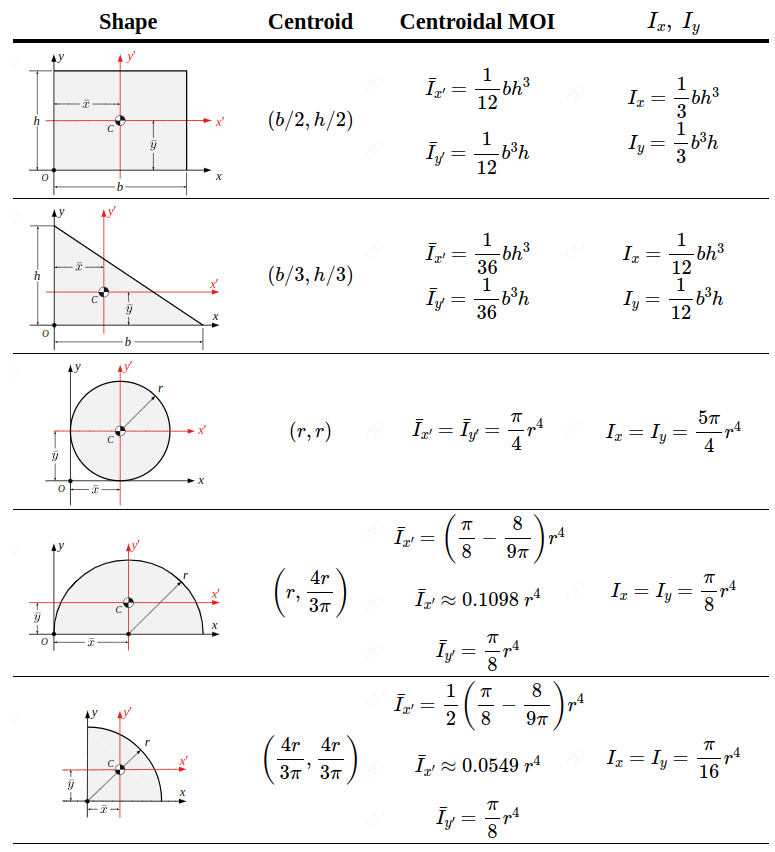 Shape Centroid Centroidal MOI Iₓ, I_y
y y′
x̄
h x′
C ȳ
O x
b
(b/2, h/2)
Ī_x′ = 1/12 bh³
Ī_y′ = 1/12 b³h
I_x = 1/3 bh³
I_y = 1/3 b³h
y y′
x̄
h x′
C ȳ
x
O b
(b/3, h/3)
Ī_x′ = 1/36 bh³
Ī_y′ = 1/36 b³h
I_x = 1/12 bh³
I_y = 1/12 b³h
y y′
r
C x′
ȳ
O x̄ x
(r, r)
Ī_x′ = Ī_y′ = π/4 r⁴
I_x = I_y = 5π/4 r⁴
y y′
r
C x′
ȳ x
O x̄
(r, 4r/3π)
Ī_x′ = (π/8 − 8/9π) r⁴
Ī_x′ ≈ 0.1098 r⁴
Ī_y′ = π/8 r⁴
I_x = I_y = π/8 r⁴
y y′
r
C x′
ȳ x
x̄
(4r/3π, 4r/3π)
Ī_x′ = 1/2 (π/8 − 8/9π) r⁴
Ī_x′ ≈ 0.0549 r⁴
Ī_y′ = π/8 r⁴
I_x = I_y = π/16 r⁴